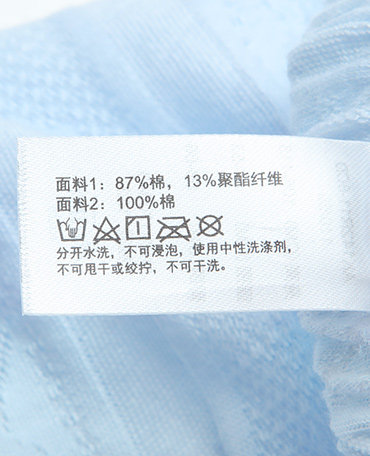 面料1：87%棉，13%聚酯纤维
面料2：100%棉
分开水洗，不可浸泡，使用中性洗涤剂，
不可甩干或绞拧，不可干洗。